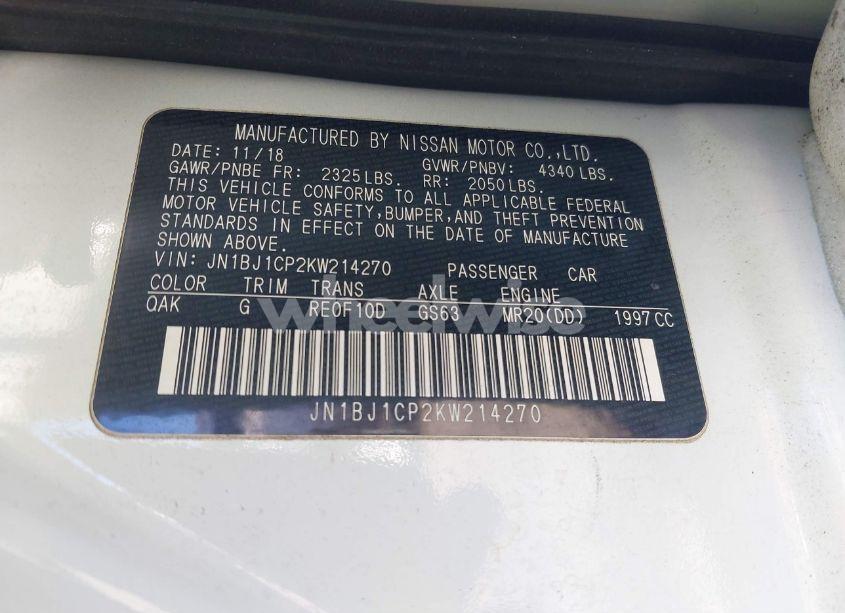 MANUFACTURED BY NISSAN MOTOR CO.,LTD.
DATE: 11/18 GVWR/PNBV: 4340 LBS.
GAWR/PNBE FR: 2325LBS. RR: 2050LBS.
THIS VEHICLE CONFORMS TO ALL APPLICABLE FEDERAL
MOTOR VEHICLE SAFETY,BUMPER,AND THEFT PREVENTION
STANDARDS IN EFFECT ON THE DATE OF MANUFACTURE
SHOWN ABOVE.
VIN: JN1BJ1CP2KW214270 PASSENGER CAR
COLOR TRIM TRANS AXLE ENGINE
QAK G RE0F10D GS63 MR20(DD) 1997CC
wheelwise
JN1BJ1CP2KW214270